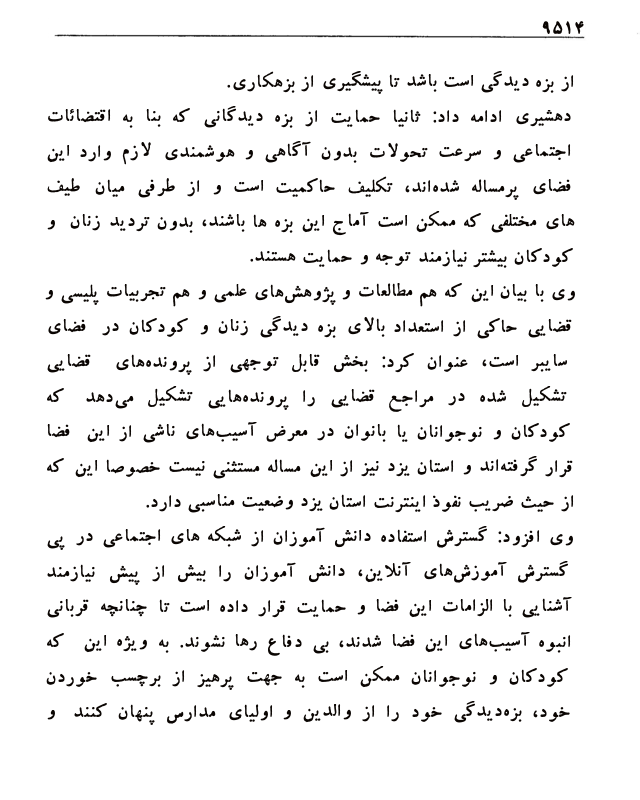 ۹۵۱۴
از بزه دیدگی است باشد تا پیشگیری از بزهکاری.
دهشیری ادامه داد: ثانیا حمایت از بزه دیدگانی که بنا به اقتضائات
اجتماعی و سرعت تحولات بدون آگاهی و هوشمندی لازم وارد این
فضای پرمساله شده‌اند، تکلیف حاکمیت است و از طرفی میان طیف
های مختلفی که ممکن است آماج این بزه ها باشند، بدون تردید زنان و
کودکان بیشتر نیازمند توجه و حمایت هستند.
وی با بیان این که هم مطالعات و پژوهش‌های علمی و هم تجربیات پلیسی و
قضایی حاکی از استعداد بالای بزه دیدگی زنان و کودکان در فضای
سایبر است، عنوان کرد: بخش قابل توجهی از پرونده‌های قضایی
تشکیل شده در مراجع قضایی را پرونده‌هایی تشکیل می‌دهد که
کودکان و نوجوانان یا بانوان در معرض آسیب‌های ناشی از این فضا
قرار گرفته‌اند و استان یزد نیز از این مساله مستثنی نیست خصوصا این که
از حیث ضریب نفوذ اینترنت استان یزد وضعیت مناسبی دارد.
وی افزود: گسترش استفاده دانش آموزان از شبکه های اجتماعی در پی
گسترش آموزش‌های آنلاین، دانش آموزان را بیش از پیش نیازمند
آشنایی با الزامات این فضا و حمایت قرار داده است تا چنانچه قربانی
انبوه آسیب‌های این فضا شدند، بی دفاع رها نشوند. به ویژه این که
کودکان و نوجوانان ممکن است به جهت پرهیز از برچسب خوردن
خود، بزه‌دیدگی خود را از والدین و اولیای مدارس پنهان کنند و